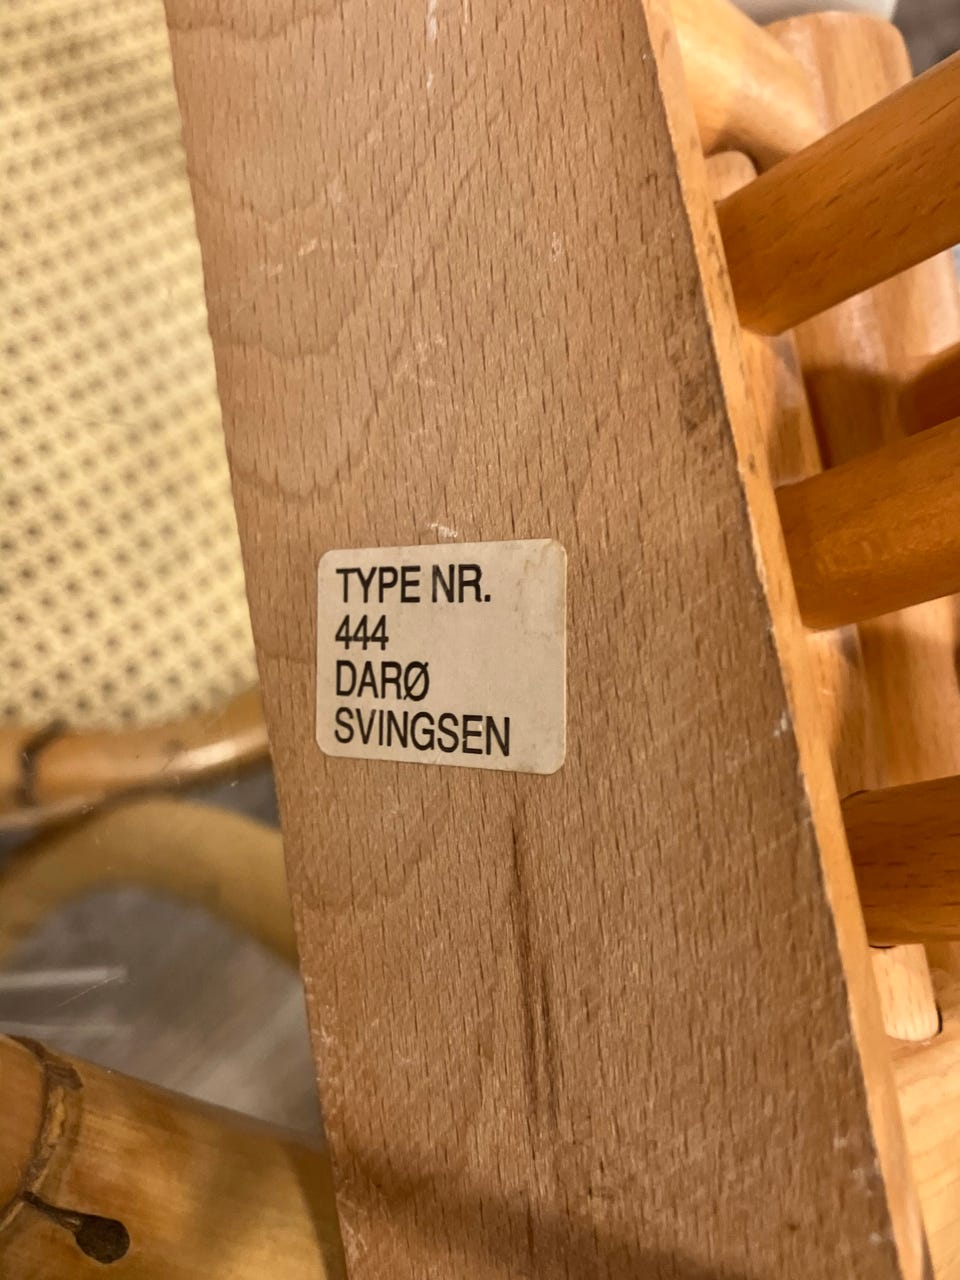 TYPE NR.
444
DARØ
SVINGSEN